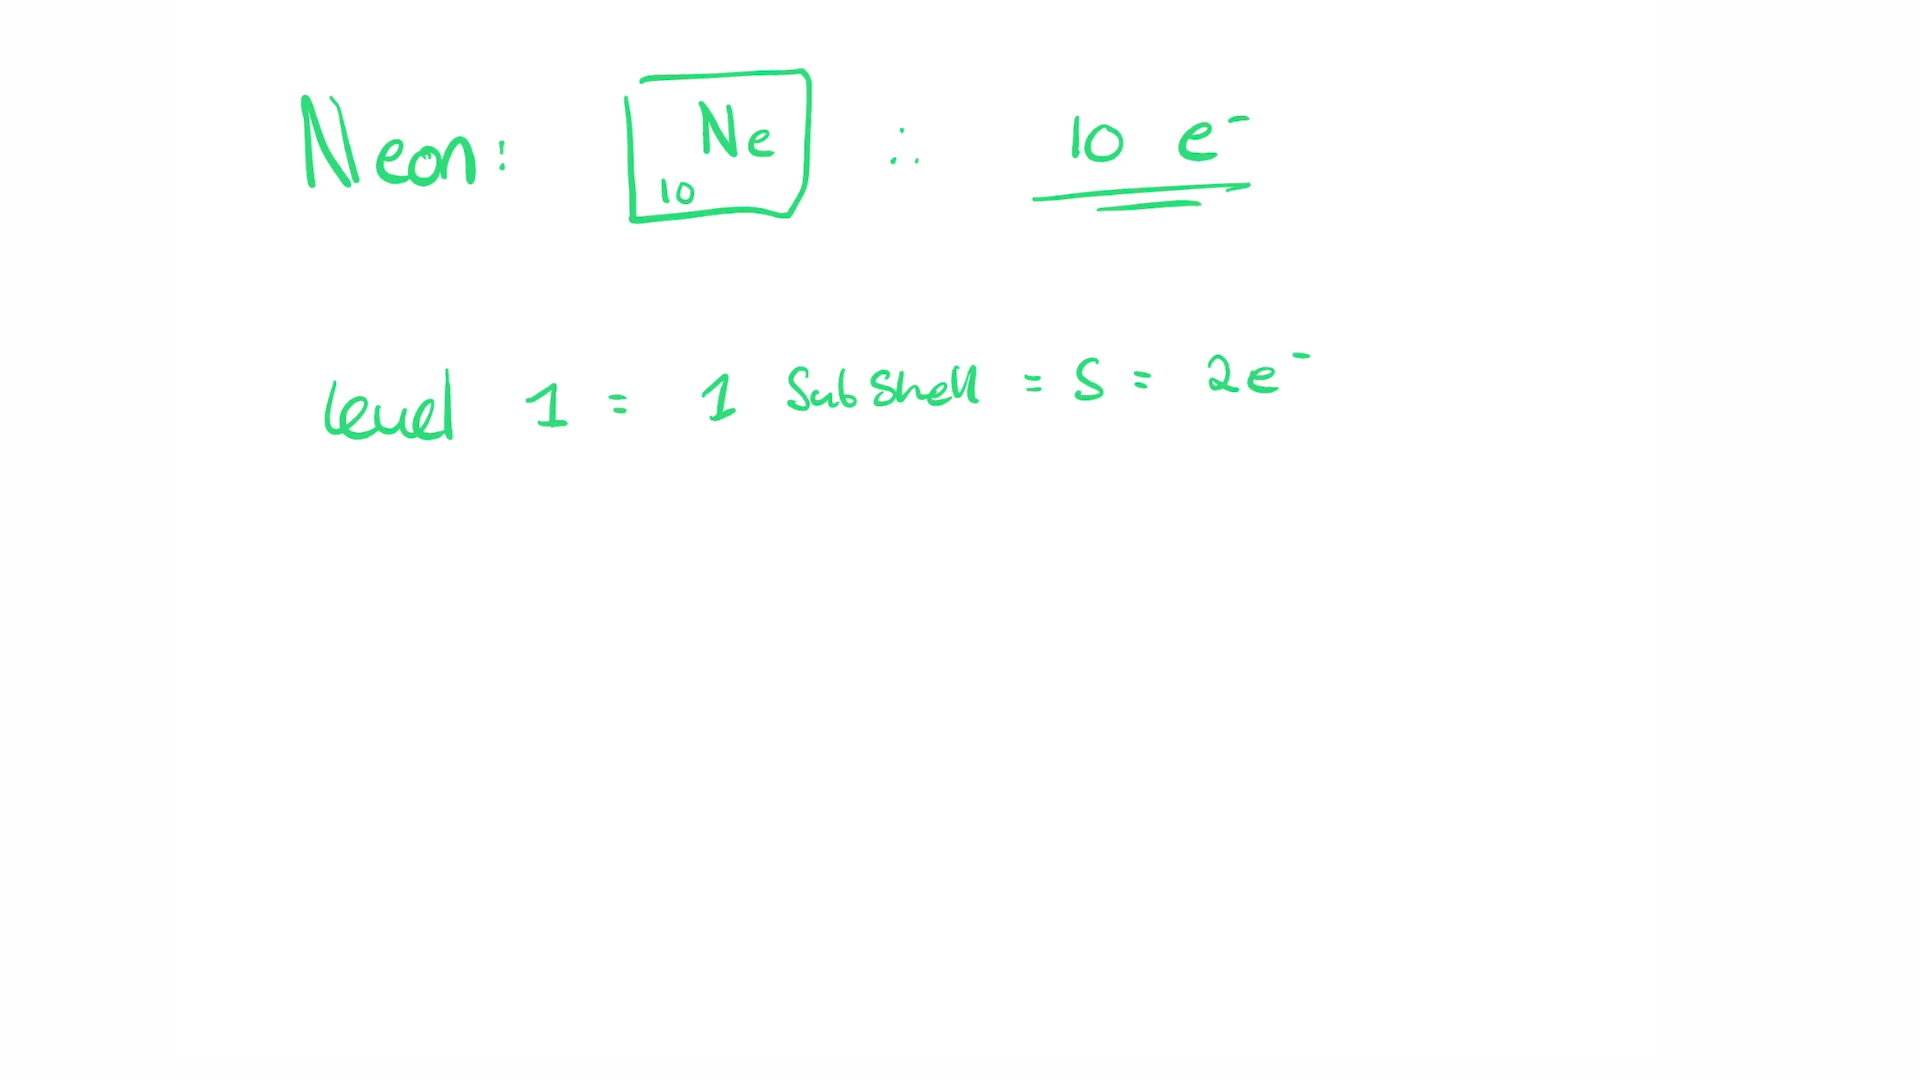 Neon: Ne 10 ∴ 10 e⁻
level 1 = 1 Subshell = S = 2e⁻